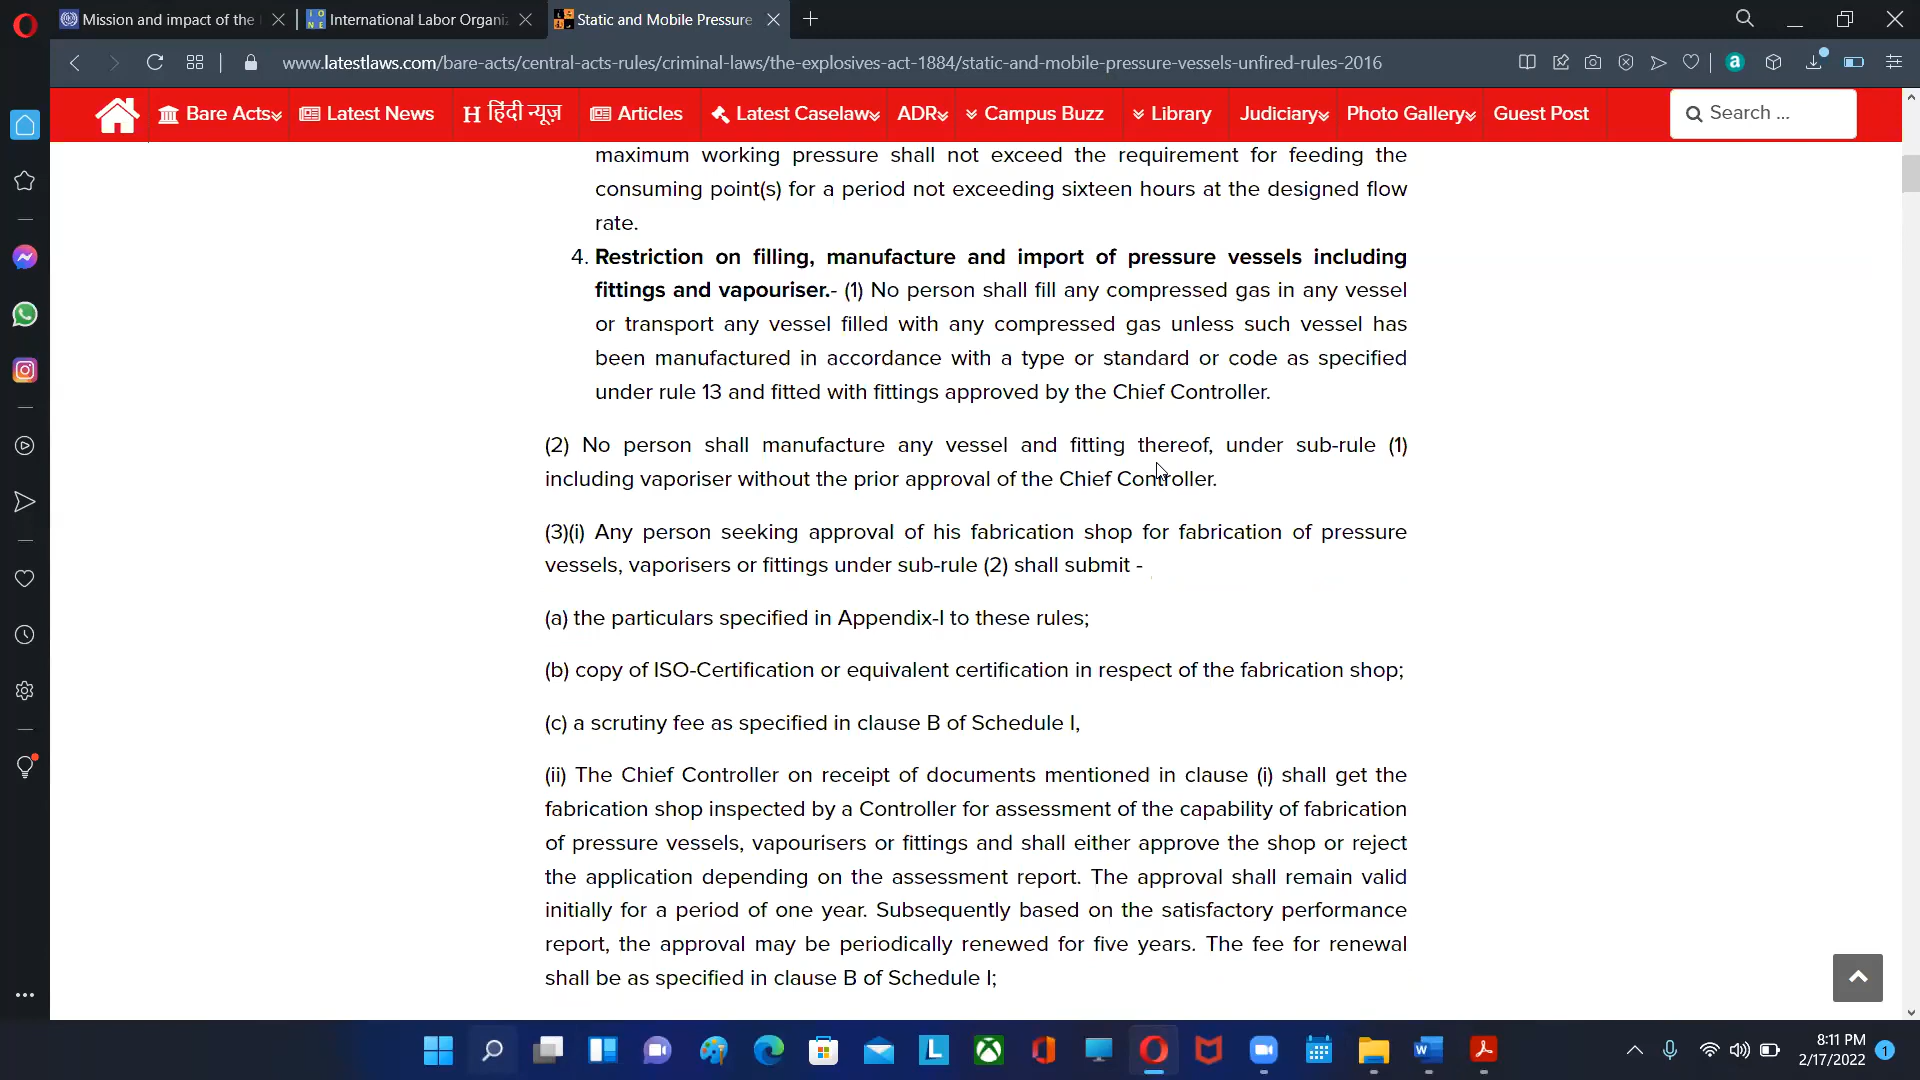 Mission and impact of the
International Labor Organiz
Static and Mobile Pressure
www.latestlaws.com/bare-acts/central-acts-rules/criminal-laws/the-explosives-act-1884/static-and-mobile-pressure-vessels-unfired-rules-2016
Bare Acts
Latest News
H हिंदी न्यूज़
Articles
Latest Caselaw
ADR
Campus Buzz
Library
Judiciary
Photo Gallery
Guest Post
Search ...
maximum working pressure shall not exceed the requirement for feeding the
consuming point(s) for a period not exceeding sixteen hours at the designed flow
rate.
4. Restriction on filling, manufacture and import of pressure vessels including
fittings and vapouriser.- (1) No person shall fill any compressed gas in any vessel
or transport any vessel filled with any compressed gas unless such vessel has
been manufactured in accordance with a type or standard or code as specified
under rule 13 and fitted with fittings approved by the Chief Controller.
(2) No person shall manufacture any vessel and fitting thereof, under sub-rule (1)
including vaporiser without the prior approval of the Chief Controller.
(3)(i) Any person seeking approval of his fabrication shop for fabrication of pressure
vessels, vaporisers or fittings under sub-rule (2) shall submit -
(a) the particulars specified in Appendix-I to these rules;
(b) copy of ISO-Certification or equivalent certification in respect of the fabrication shop;
(c) a scrutiny fee as specified in clause B of Schedule I,
(ii) The Chief Controller on receipt of documents mentioned in clause (i) shall get the
fabrication shop inspected by a Controller for assessment of the capability of fabrication
of pressure vessels, vapourisers or fittings and shall either approve the shop or reject
the application depending on the assessment report. The approval shall remain valid
initially for a period of one year. Subsequently based on the satisfactory performance
report, the approval may be periodically renewed for five years. The fee for renewal
shall be as specified in clause B of Schedule I;
8:11 PM
2/17/2022
1